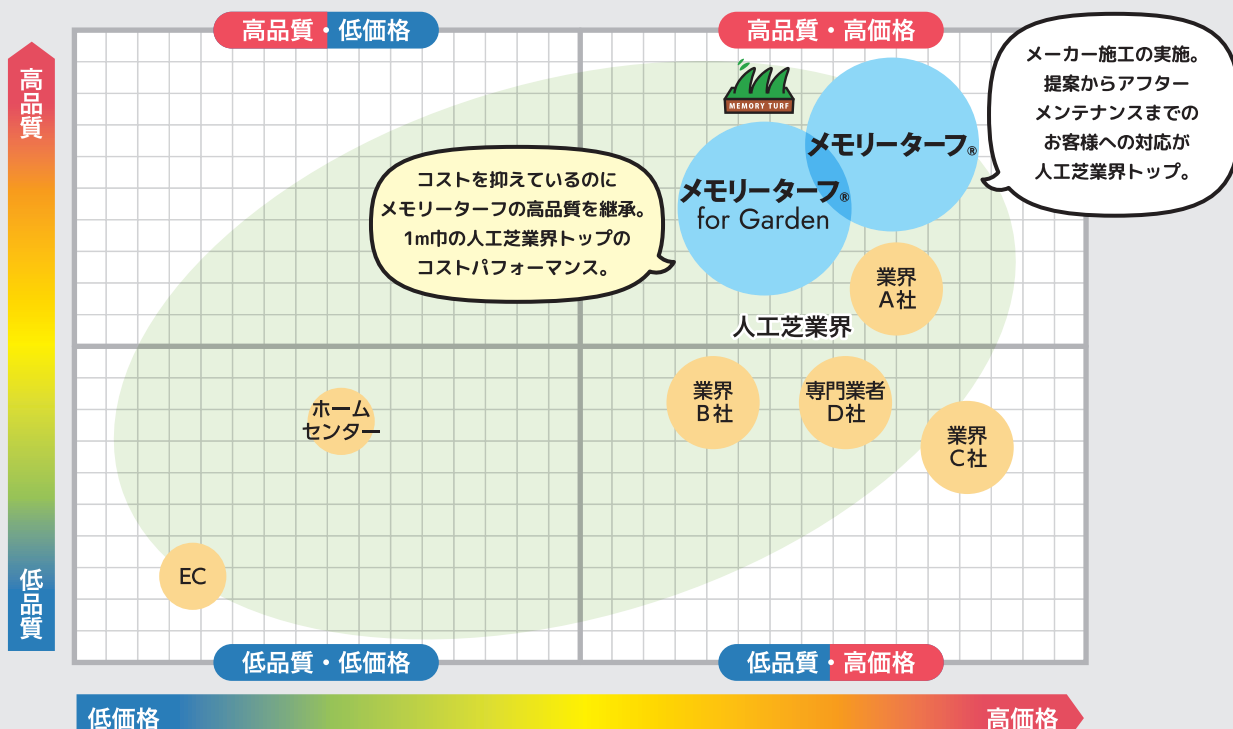 高品質・低価格
高品質・高価格
高品質
メーカー施工の実施。
提案からアフター
メンテナンスまでの
お客様への対応が
人工芝業界トップ。
MEMORY TURF
メモリーターフ®
メモリーターフ®
for Garden
コストを抑えているのに
メモリーターフの高品質を継承。
1m巾の人工芝業界トップの
コストパフォーマンス。
業界
A社
人工芝業界
業界
B社
専門業者
D社
業界
C社
ホーム
センター
EC
低品質
低品質・低価格
低品質・高価格
低価格
高価格